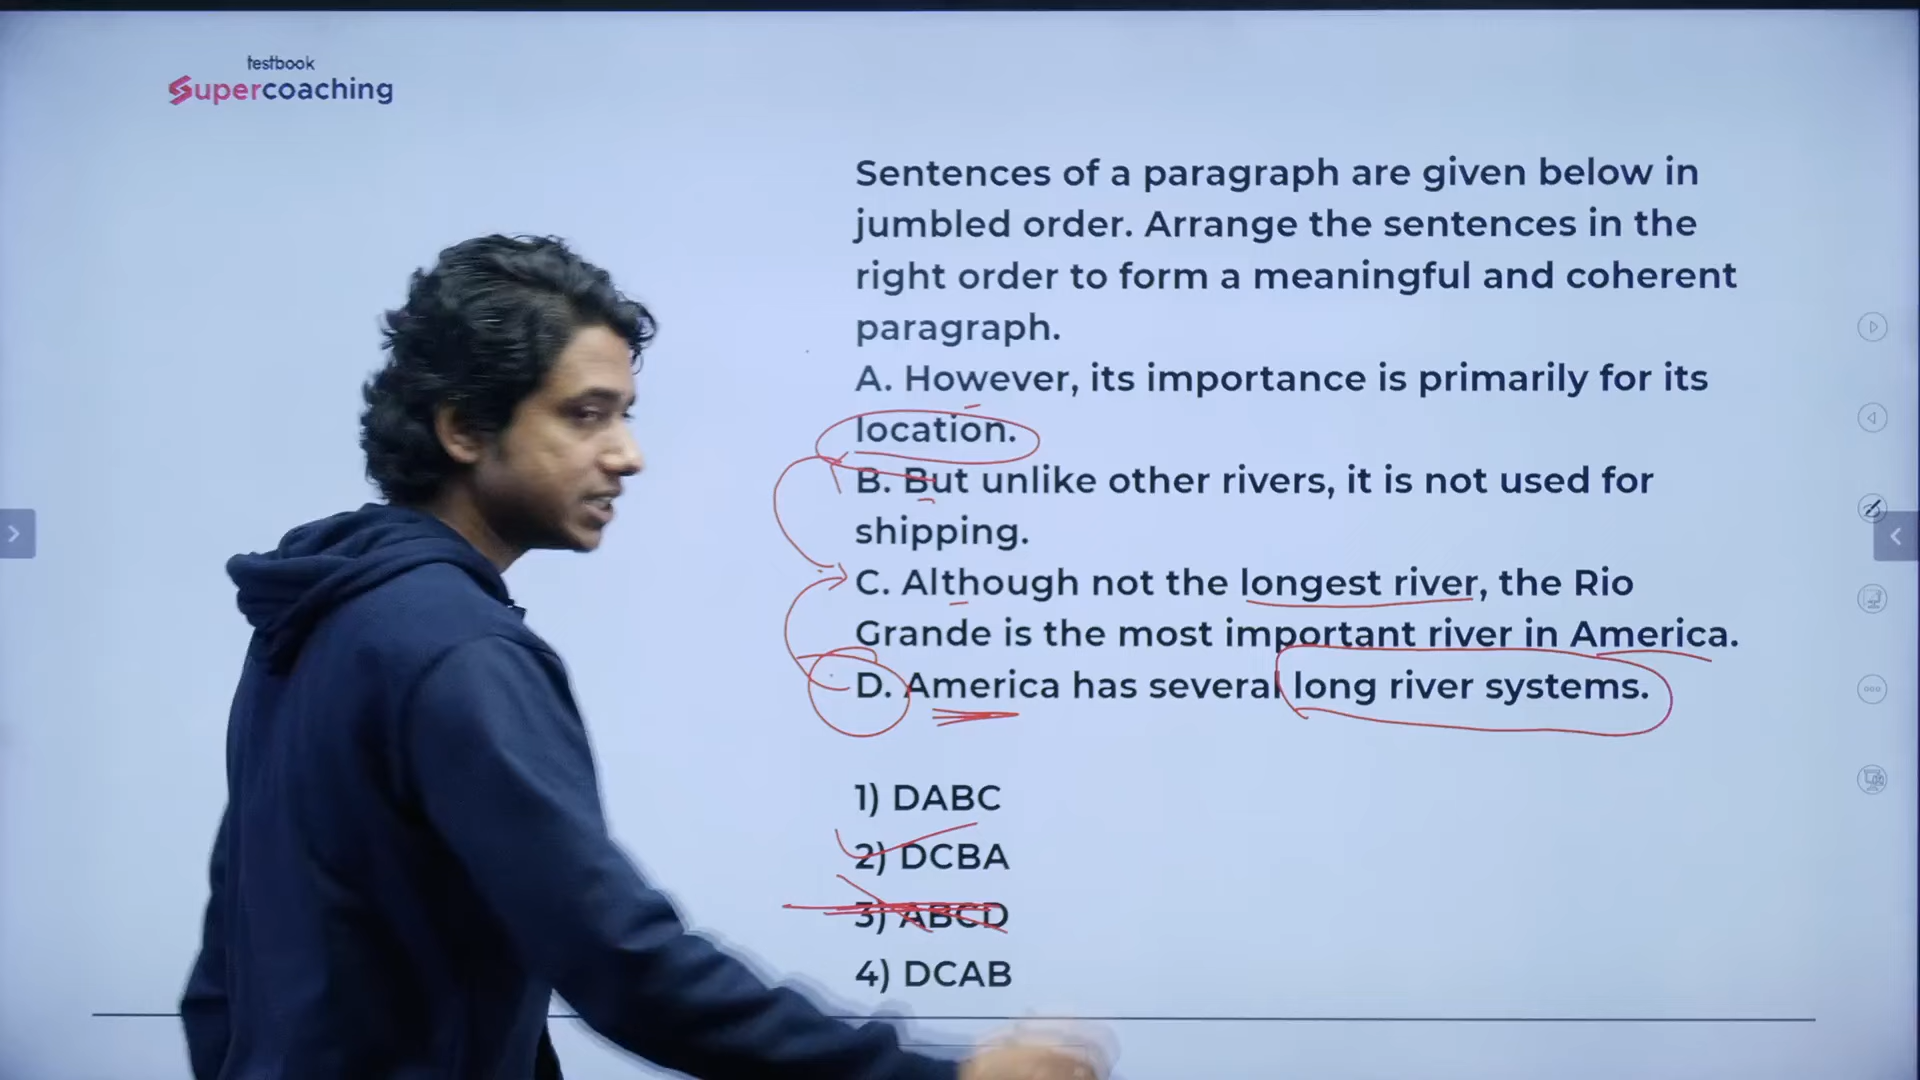 testbook
Supercoaching
Sentences of a paragraph are given below in
jumbled order. Arrange the sentences in the
right order to form a meaningful and coherent
paragraph.
A. However, its importance is primarily for its
location.
B. But unlike other rivers, it is not used for
shipping.
C. Although not the longest river, the Rio
Grande is the most important river in America.
D. America has several long river systems.
1) DABC
2) DCBA
3) ABCD
4) DCAB